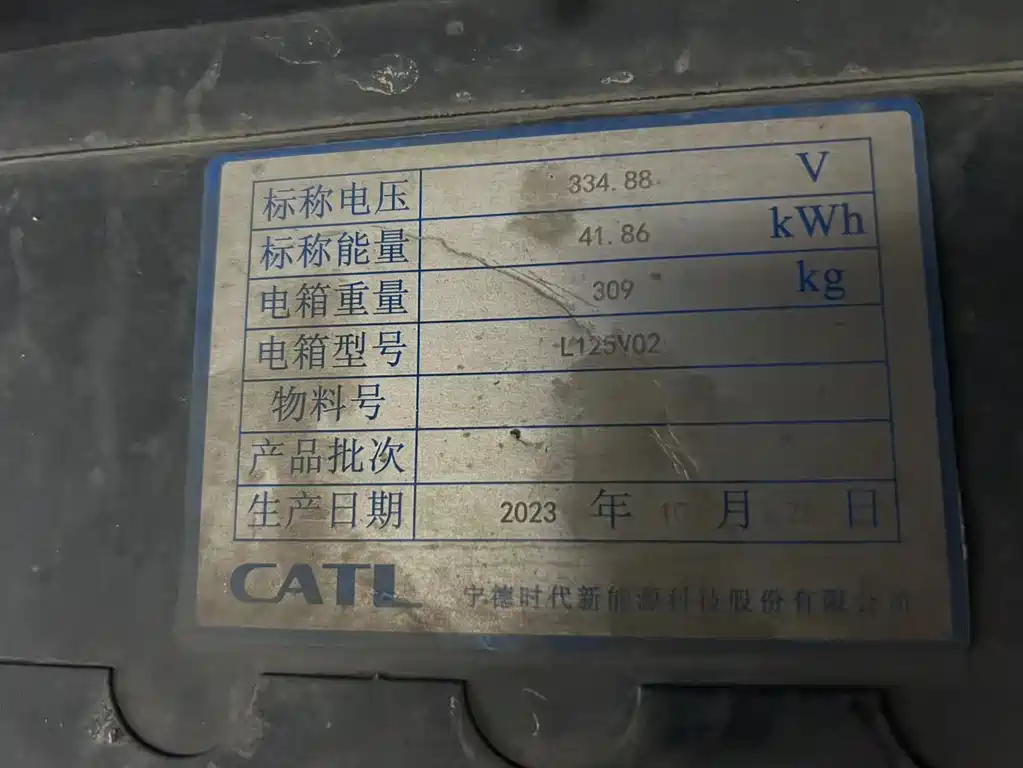 标称电压 334.88 V
标称能量 41.86 kWh
电箱重量 309 kg
电箱型号 L125V02
物料号
产品批次
生产日期 2023 年 10 月 日
CATL 宁德时代新能源科技股份有限公司